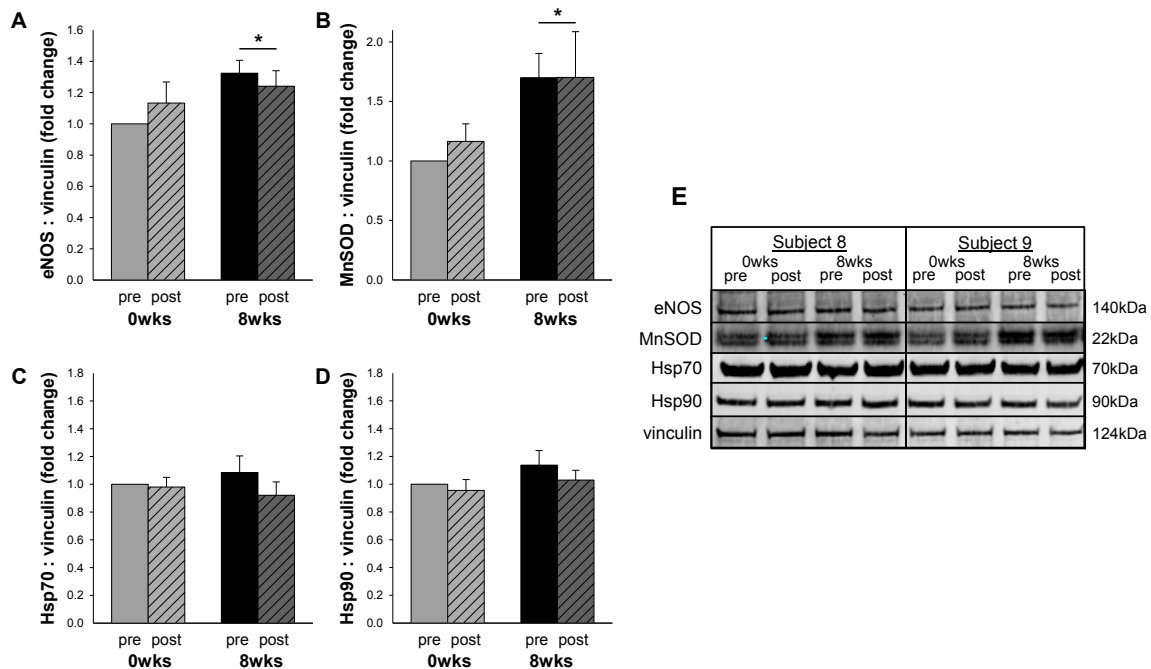 A
eNOS : vinculin (fold change)
1.6
1.4
1.2
1.0
0.8
0.6
0.4
0.2
0.0
*
pre post pre post
0wks 8wks
B
MnSOD : vinculin (fold change)
2.0
1.5
1.0
0.5
0.0
*
pre post pre post
0wks 8wks
C
Hsp70 : vinculin (fold change)
1.8
1.6
1.4
1.2
1.0
0.8
0.6
0.4
0.2
0.0
pre post pre post
0wks 8wks
D
Hsp90 : vinculin (fold change)
1.8
1.6
1.4
1.2
1.0
0.8
0.6
0.4
0.2
0.0
pre post pre post
0wks 8wks
E
Subject 8 Subject 9
0wks 8wks 0wks 8wks
pre post pre post pre post pre post
eNOS 140kDa
MnSOD 22kDa
Hsp70 70kDa
Hsp90 90kDa
vinculin 124kDa